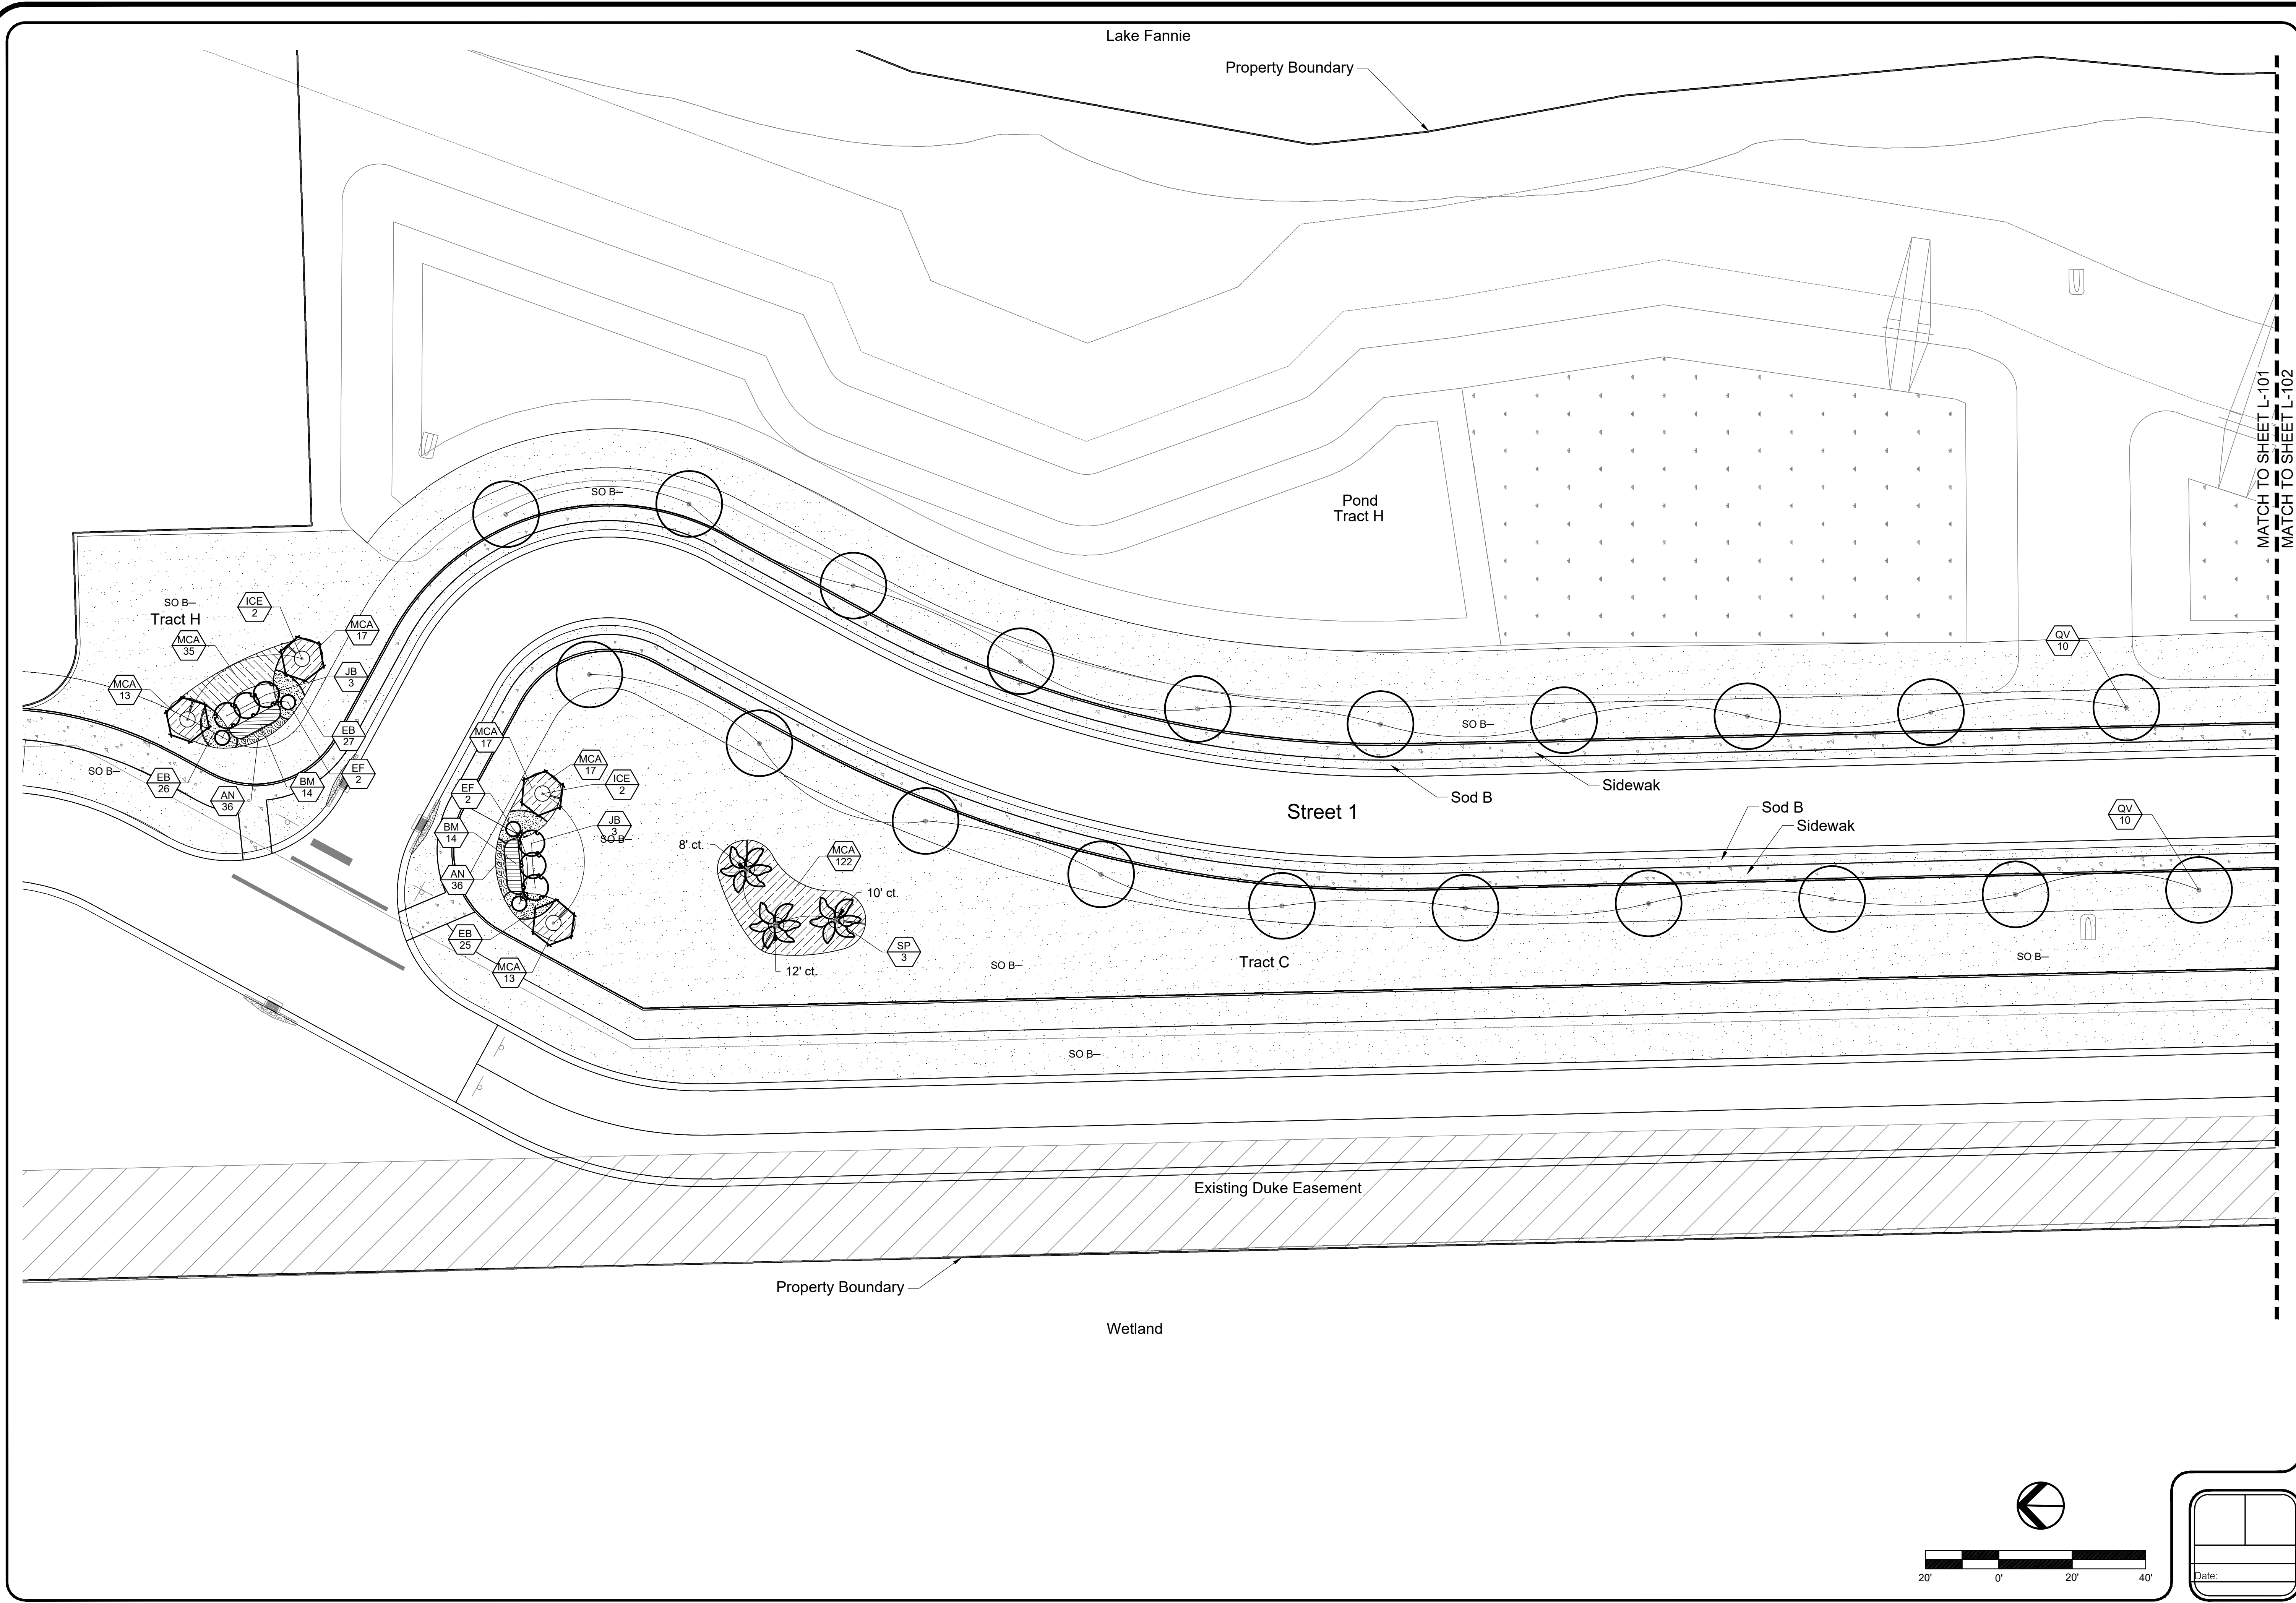 Lake Fannie
Property Boundary
MATCH TO SHEET L-101
MATCH TO SHEET L-102
SO B
Pond
Tract H
SO B
Tract H
ICE
2
MCA
17
MCA
35
JB
3
MCA
13
EB
27
EF
2
SO B
EB
26
AN
36
BM
14
QV
10
SO B
Sod B
Sidewak
Street 1
Sod B
Sidewak
QV
10
MCA
17
MCA
17
ICE
2
EF
2
JB
3
SO B
BM
14
AN
36
EB
25
MCA
13
8' ct.
MCA
122
10' ct.
SP
3
12' ct.
SO B
Tract C
SO B
SO B
Existing Duke Easement
Property Boundary
Wetland
20'
0'
20'
40'
Date: